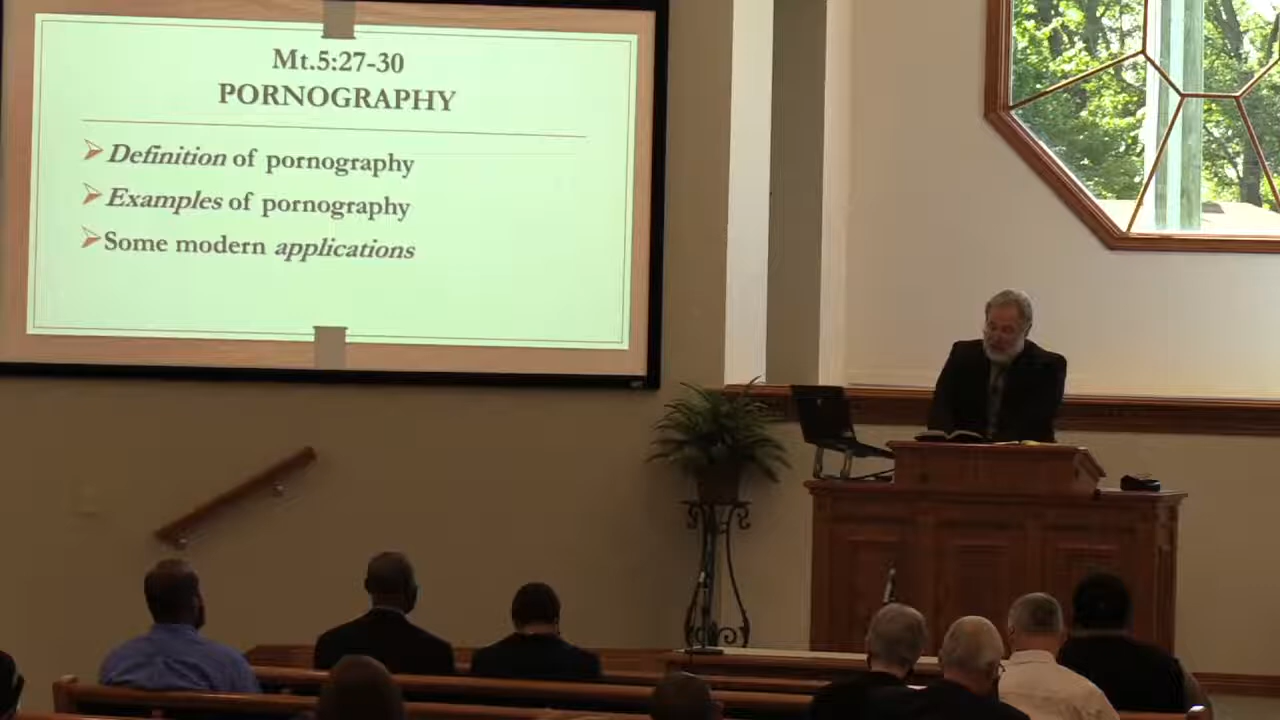 Mt.5:27-30
PORNOGRAPHY
Definition of pornography
Examples of pornography
Some modern applications